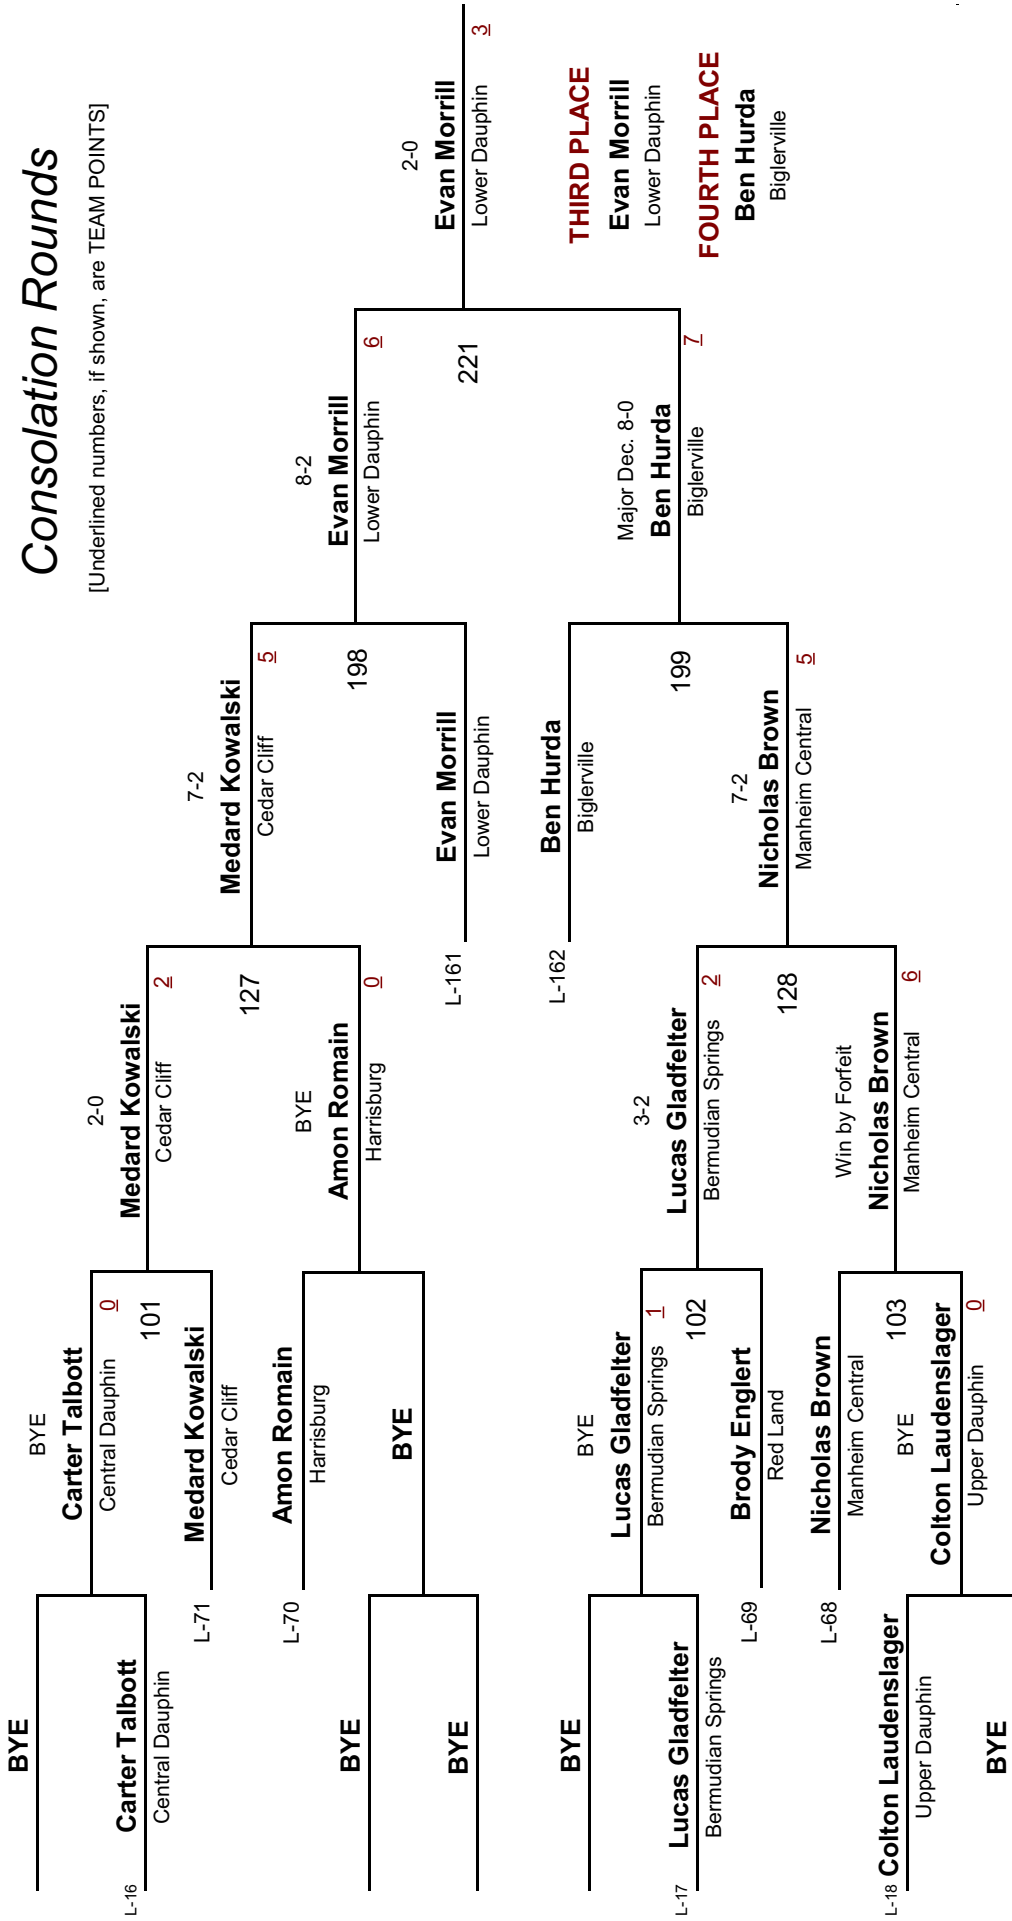 Consolation Rounds
[Underlined numbers, if shown, are TEAM POINTS]
BYE
L-16
Carter Talbott
Central Dauphin
BYE
BYE
BYE
L-17
Lucas Gladfelter
Bermudian Springs
L-18
Colton Laudenslager
Upper Dauphin
BYE
BYE
Carter Talbott
Central Dauphin
0
101
L-71
Medard Kowalski
Cedar Cliff
L-70
Amon Romain
Harrisburg
BYE
BYE
Lucas Gladfelter
Bermudian Springs
1
102
L-69
Brody Englert
Red Land
L-68
Nicholas Brown
Manheim Central
103
BYE
Colton Laudenslager
Upper Dauphin
0
2-0
Medard Kowalski
Cedar Cliff
2
127
BYE
Amon Romain
Harrisburg
0
3-2
Lucas Gladfelter
Bermudian Springs
2
128
Win by Forfeit
Nicholas Brown
Manheim Central
6
7-2
Medard Kowalski
Cedar Cliff
5
198
L-161
Evan Morrill
Lower Dauphin
L-162
Ben Hurda
Biglerville
199
7-2
Nicholas Brown
Manheim Central
5
8-2
Evan Morrill
Lower Dauphin
6
221
Major Dec. 8-0
Ben Hurda
Biglerville
7
2-0
Evan Morrill
Lower Dauphin
3
THIRD PLACE
Evan Morrill
Lower Dauphin
FOURTH PLACE
Ben Hurda
Biglerville